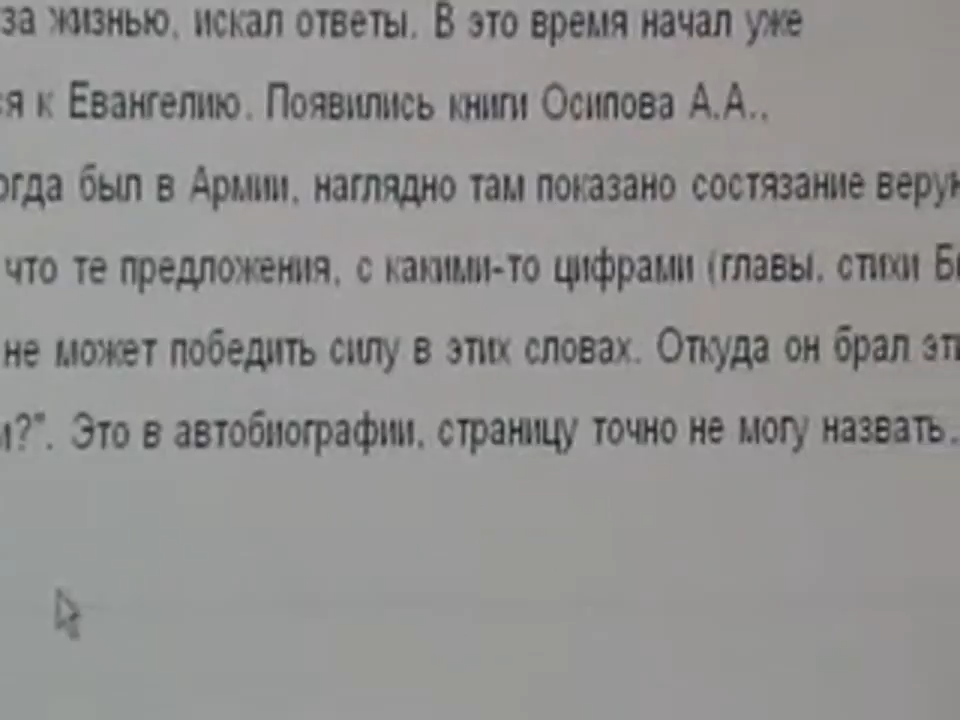 за жизнью, искал ответы. В это время начал уже
ся к Евангелию. Появились книги Осипова А.А.,
огда был в Армии, наглядно там показано состязание
что те предложения, с какими-то цифрами (главы, стихи
не может победить силу в этих словах. Откуда он брал
и?". Это в автобиографии, страницу точно не могу назвать.